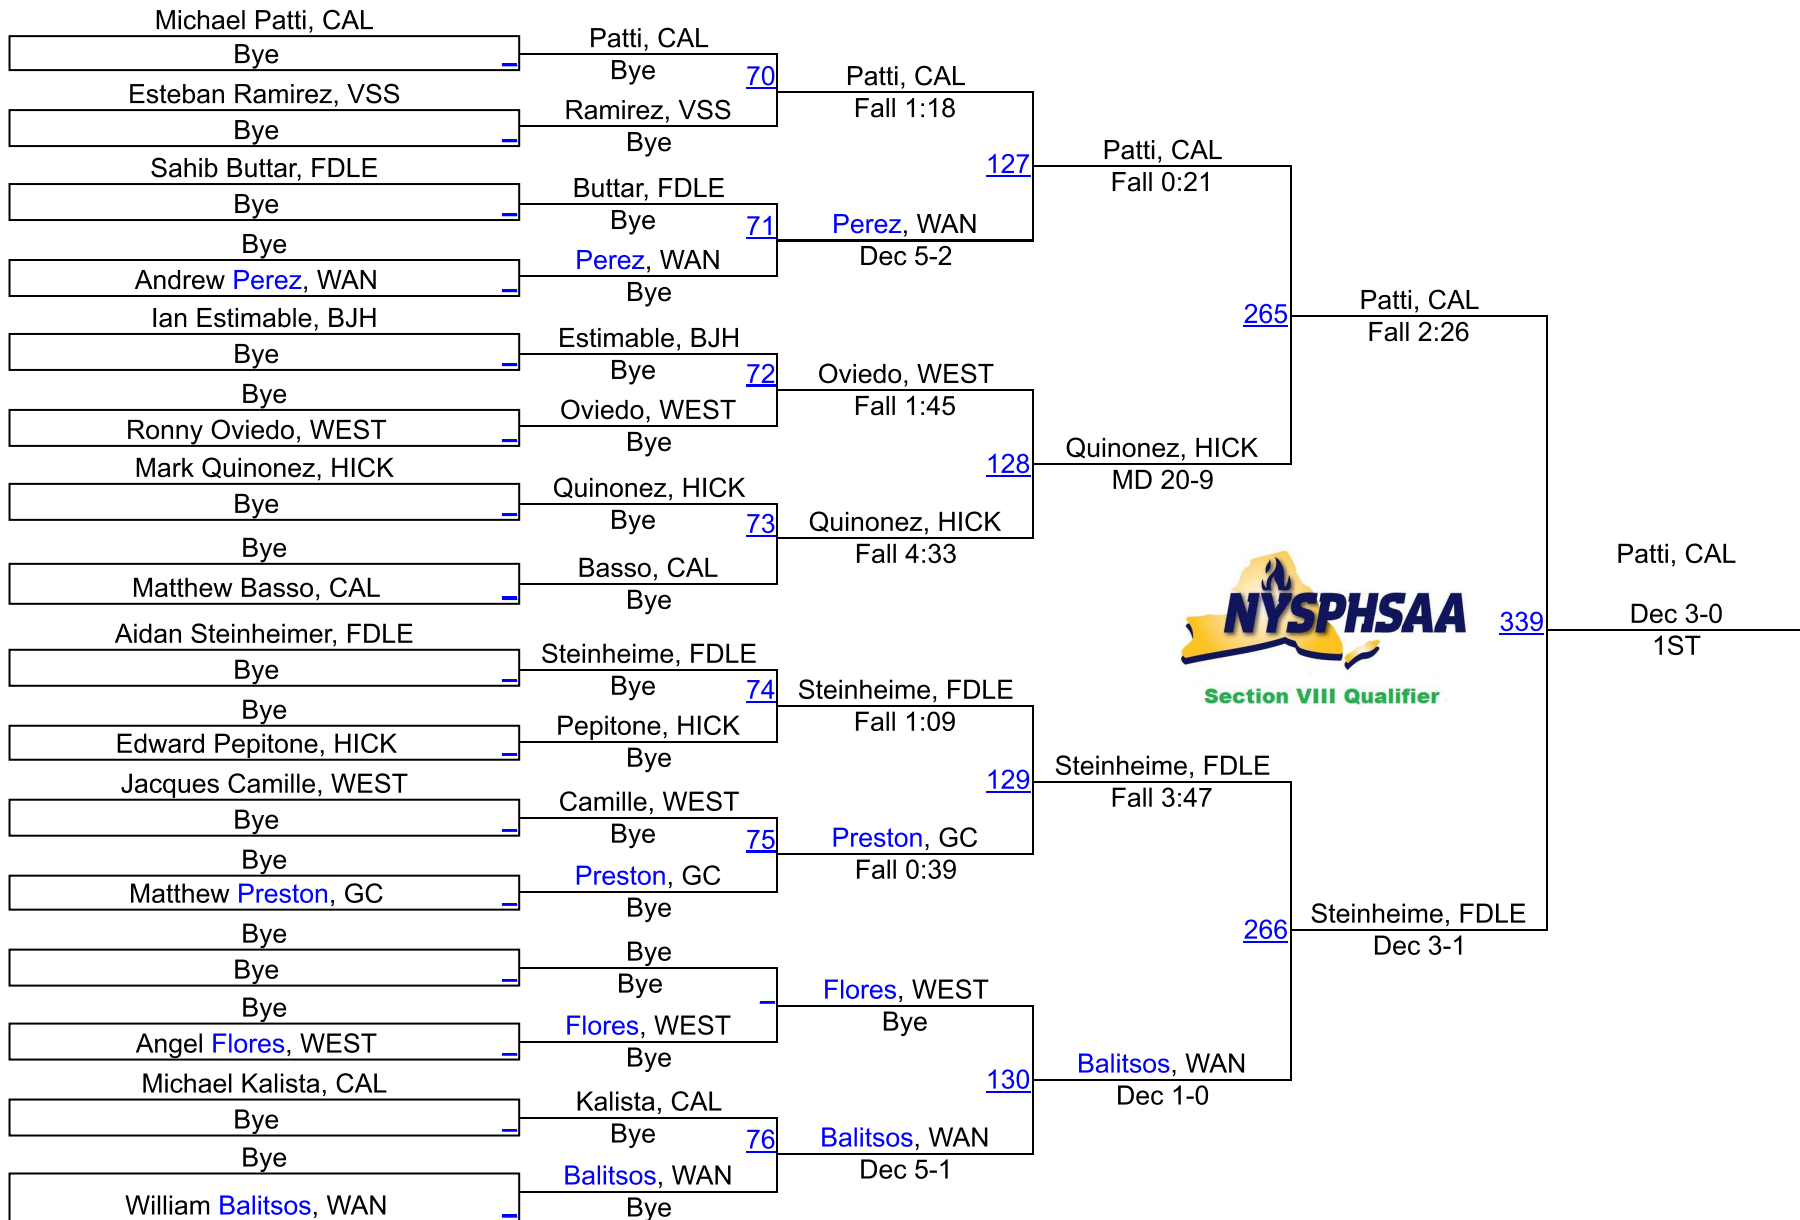 Michael Patti, CAL
Bye
Esteban Ramirez, VSS
Bye
Sahib Buttar, FDLE
Bye
Bye
Andrew Perez, WAN
Ian Estimable, BJH
Bye
Bye
Ronny Oviedo, WEST
Mark Quinonez, HICK
Bye
Bye
Matthew Basso, CAL
Aidan Steinheimer, FDLE
Bye
Bye
Edward Pepitone, HICK
Jacques Camille, WEST
Bye
Bye
Matthew Preston, GC
Bye
Bye
Bye
Angel Flores, WEST
Michael Kalista, CAL
Bye
Bye
William Balitsos, WAN
Patti, CAL
Bye
70
Ramirez, VSS
Bye
Buttar, FDLE
Bye
71
Perez, WAN
Bye
Estimable, BJH
Bye
72
Oviedo, WEST
Bye
Quinonez, HICK
Bye
73
Basso, CAL
Bye
Steinheime, FDLE
Bye
74
Pepitone, HICK
Bye
Camille, WEST
Bye
75
Preston, GC
Bye
Bye
Bye
Flores, WEST
Bye
Kalista, CAL
Bye
76
Balitsos, WAN
Bye
Patti, CAL
Fall 1:18
127
Perez, WAN
Dec 5-2
Oviedo, WEST
Fall 1:45
128
Quinonez, HICK
Fall 4:33
Steinheime, FDLE
Fall 1:09
129
Preston, GC
Fall 0:39
Flores, WEST
Bye
130
Balitsos, WAN
Dec 5-1
Patti, CAL
Fall 0:21
265
Quinonez, HICK
MD 20-9
Steinheime, FDLE
Fall 3:47
266
Balitsos, WAN
Dec 1-0
Patti, CAL
Fall 2:26
NYSPHSAA
Section VIII Qualifier
339
Steinheime, FDLE
Dec 3-1
Patti, CAL
Dec 3-0
1ST